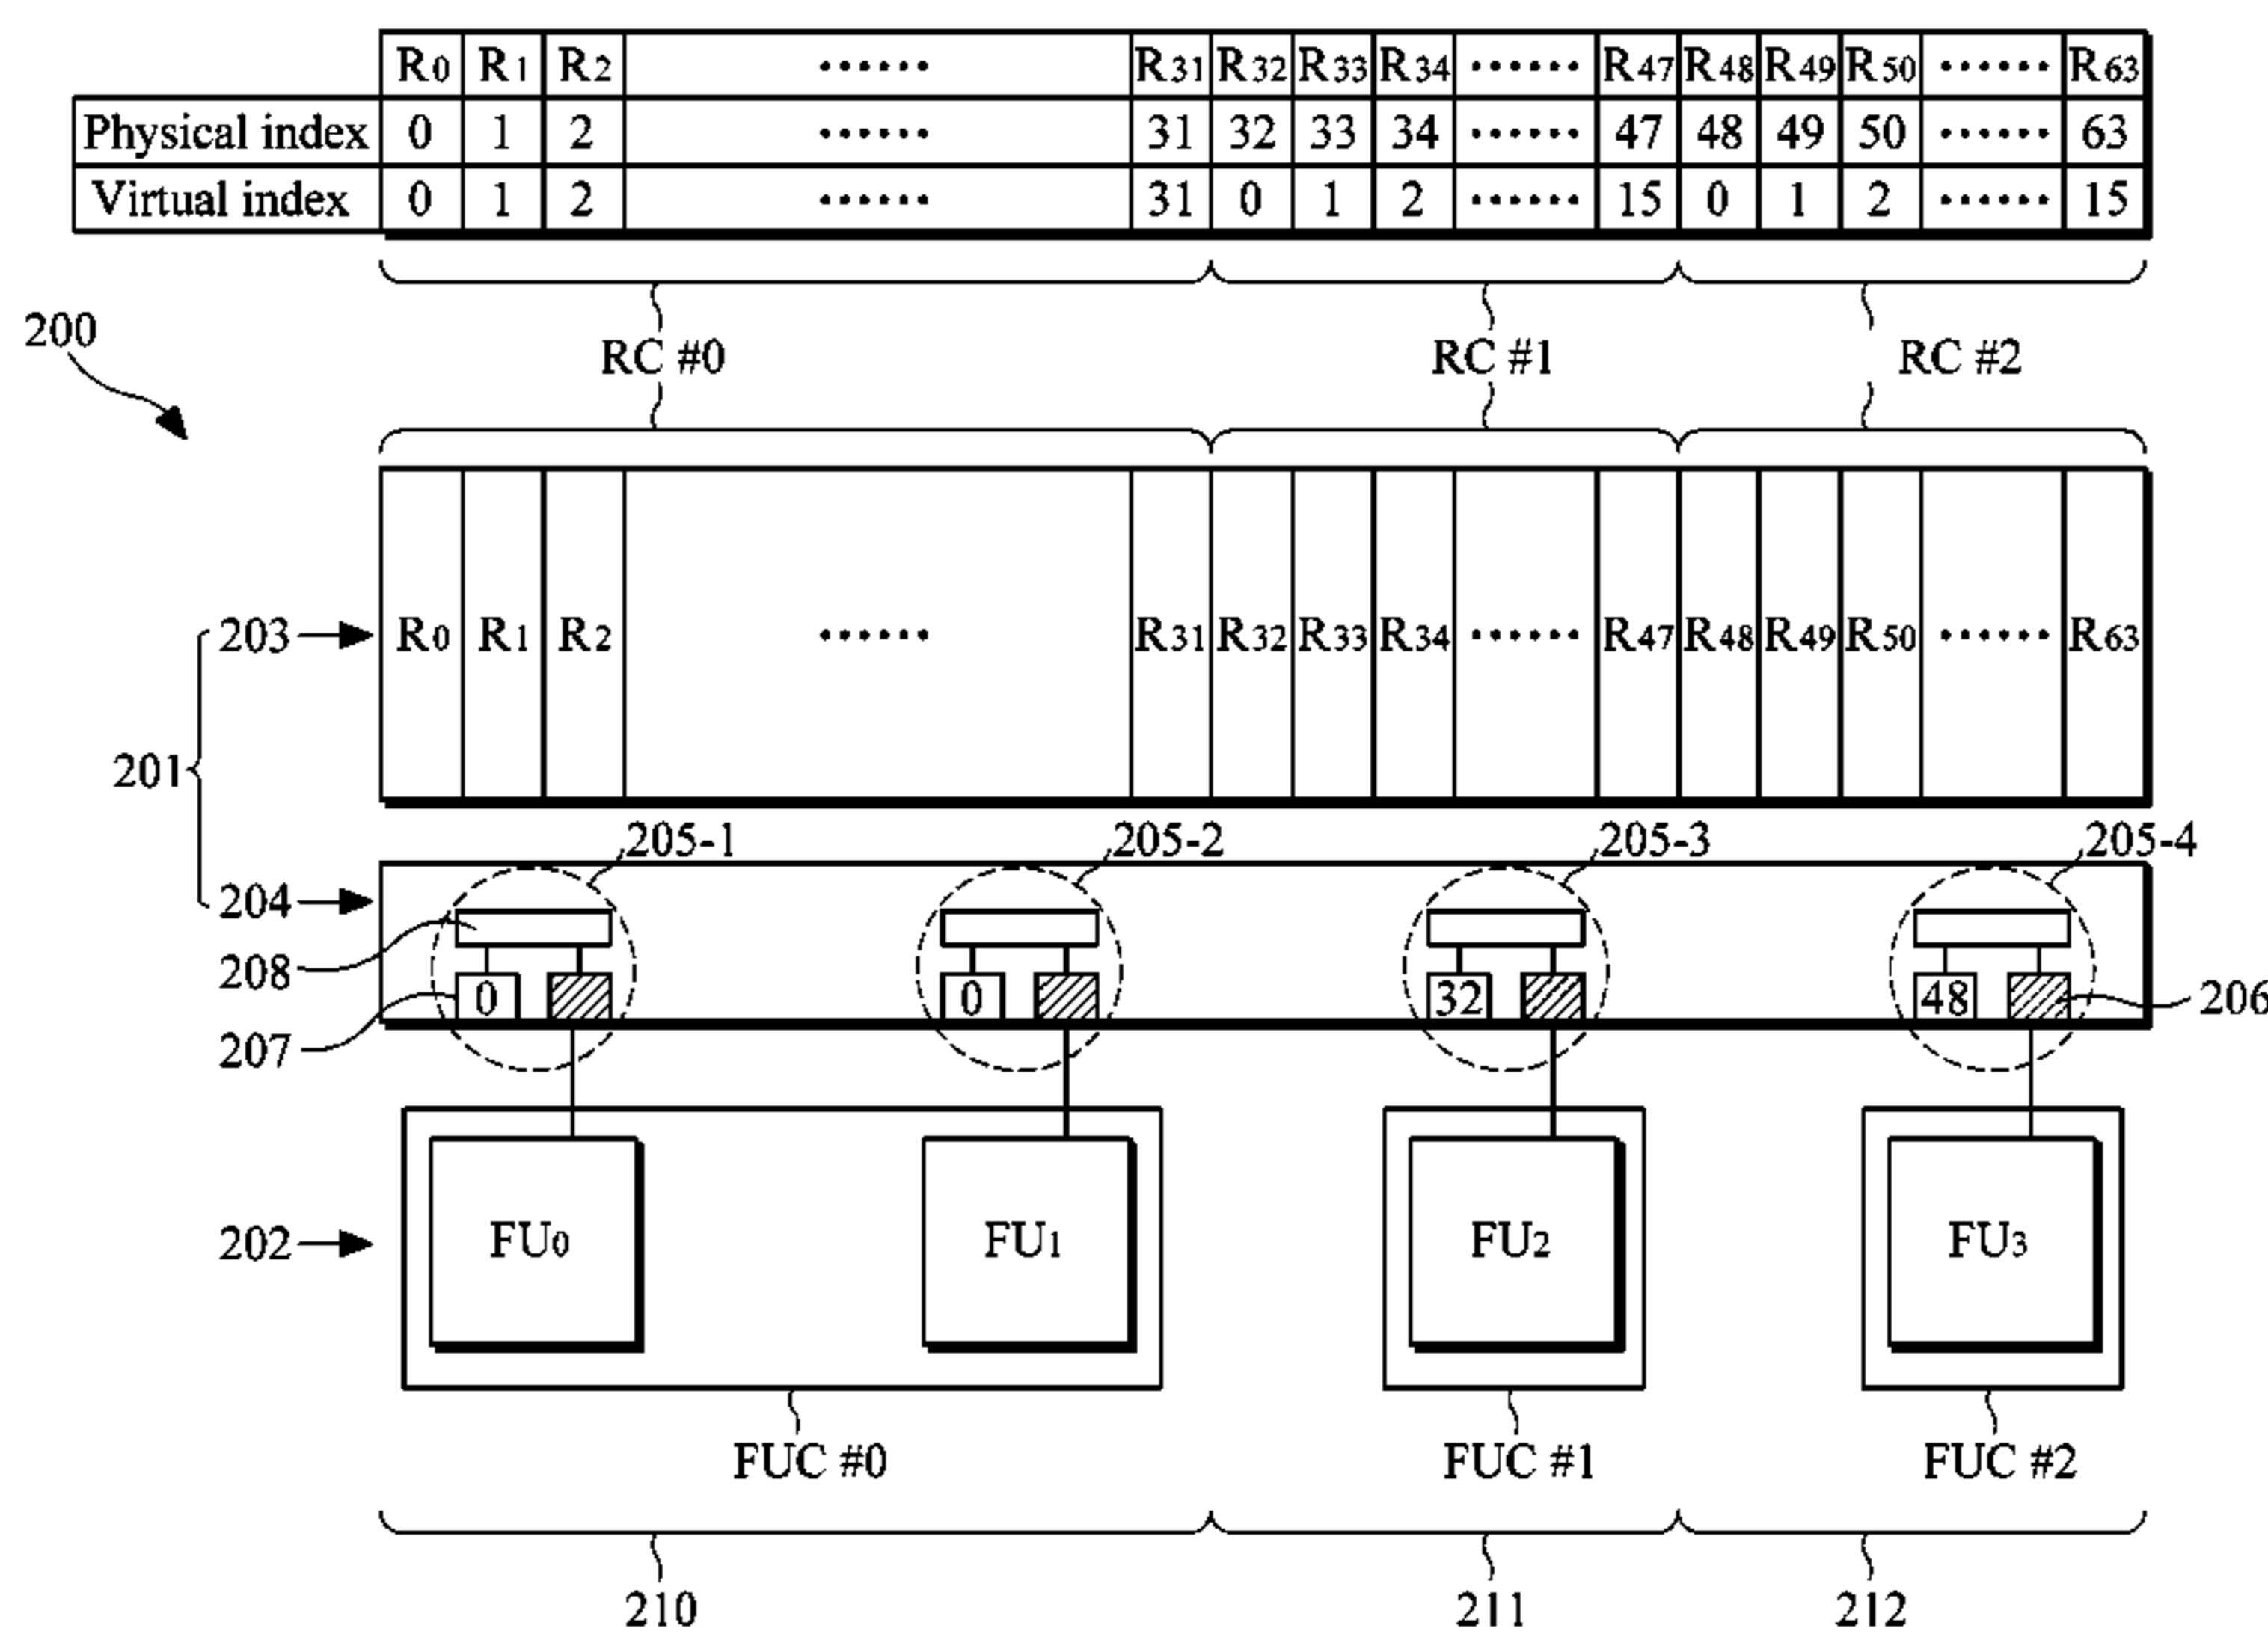 R0 R1 R2 ...... R31 R32 R33 R34 ...... R47 R48 R49 R50 ...... R63
Physical index 0 1 2 ...... 31 32 33 34 ...... 47 48 49 50 ...... 63
Virtual index 0 1 2 ...... 31 0 1 2 ...... 15 0 1 2 ...... 15
200
RC #0 RC #1 RC #2
203 R0 R1 R2 ...... R31 R32 R33 R34 ...... R47 R48 R49 R50 ...... R63
201
205-1 205-2 205-3 205-4
204
208
0 0 32 48 206
207
202 FU0 FU1 FU2 FU3
FUC #0 FUC #1 FUC #2
210 211 212